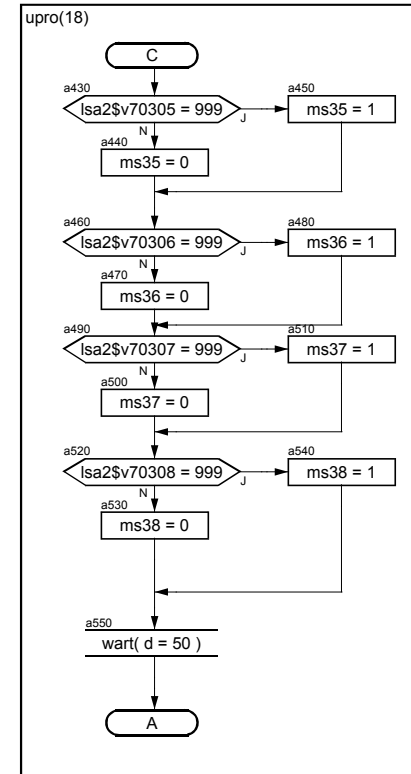 upro(18)
C
a430
lsa2$v70305 = 999
J
N
a450
ms35 = 1
a440
ms35 = 0
a460
lsa2$v70306 = 999
J
N
a480
ms36 = 1
a470
ms36 = 0
a490
lsa2$v70307 = 999
J
N
a510
ms37 = 1
a500
ms37 = 0
a520
lsa2$v70308 = 999
J
N
a540
ms38 = 1
a530
ms38 = 0
a550
wart( d = 50 )
A